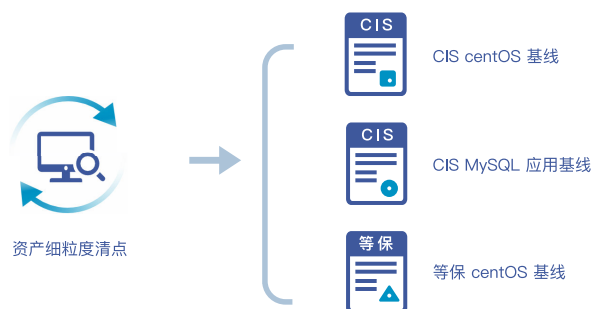 CIS
CIS centOS 基线
CIS
CIS MySQL 应用基线
资产细粒度清点
等保
等保 centOS 基线